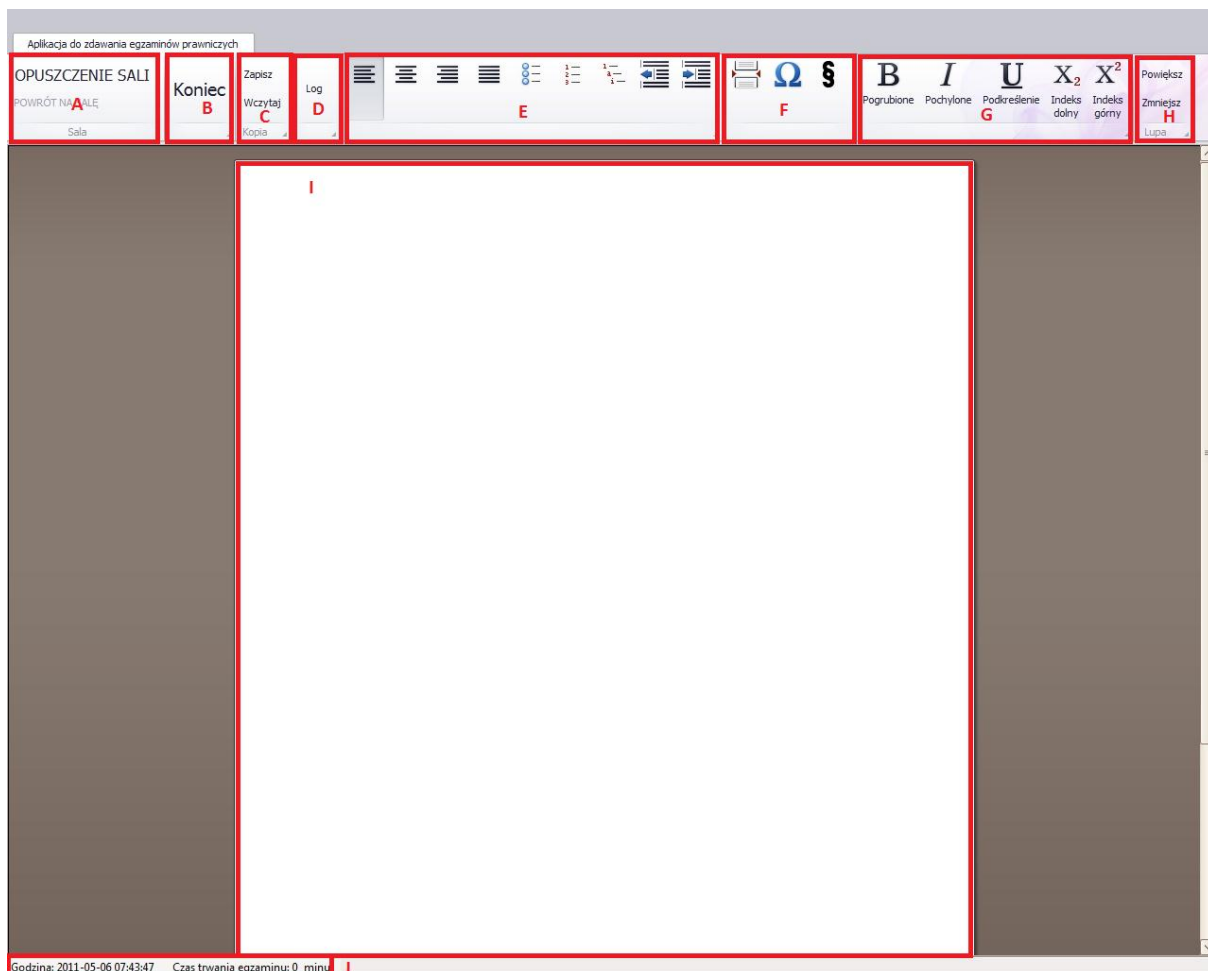 Aplikacja do zdawania egzaminów prawniczych
OPUSZCZENIE SALI
POWRÓT NA SALĘ
A
Sala
Koniec
B
Zapisz
Wczytaj
C
Kopia
Log
D
E
Ω §
F
B I U X₂ X²
Pogrubione Pochylone Podkreślenie Indeks dolny Indeks górny
G
Powiększ
Zmniejsz
H
Lupa
I
Godzina: 2011-05-06 07:43:47 Czas trwania egzaminu: 0 minu